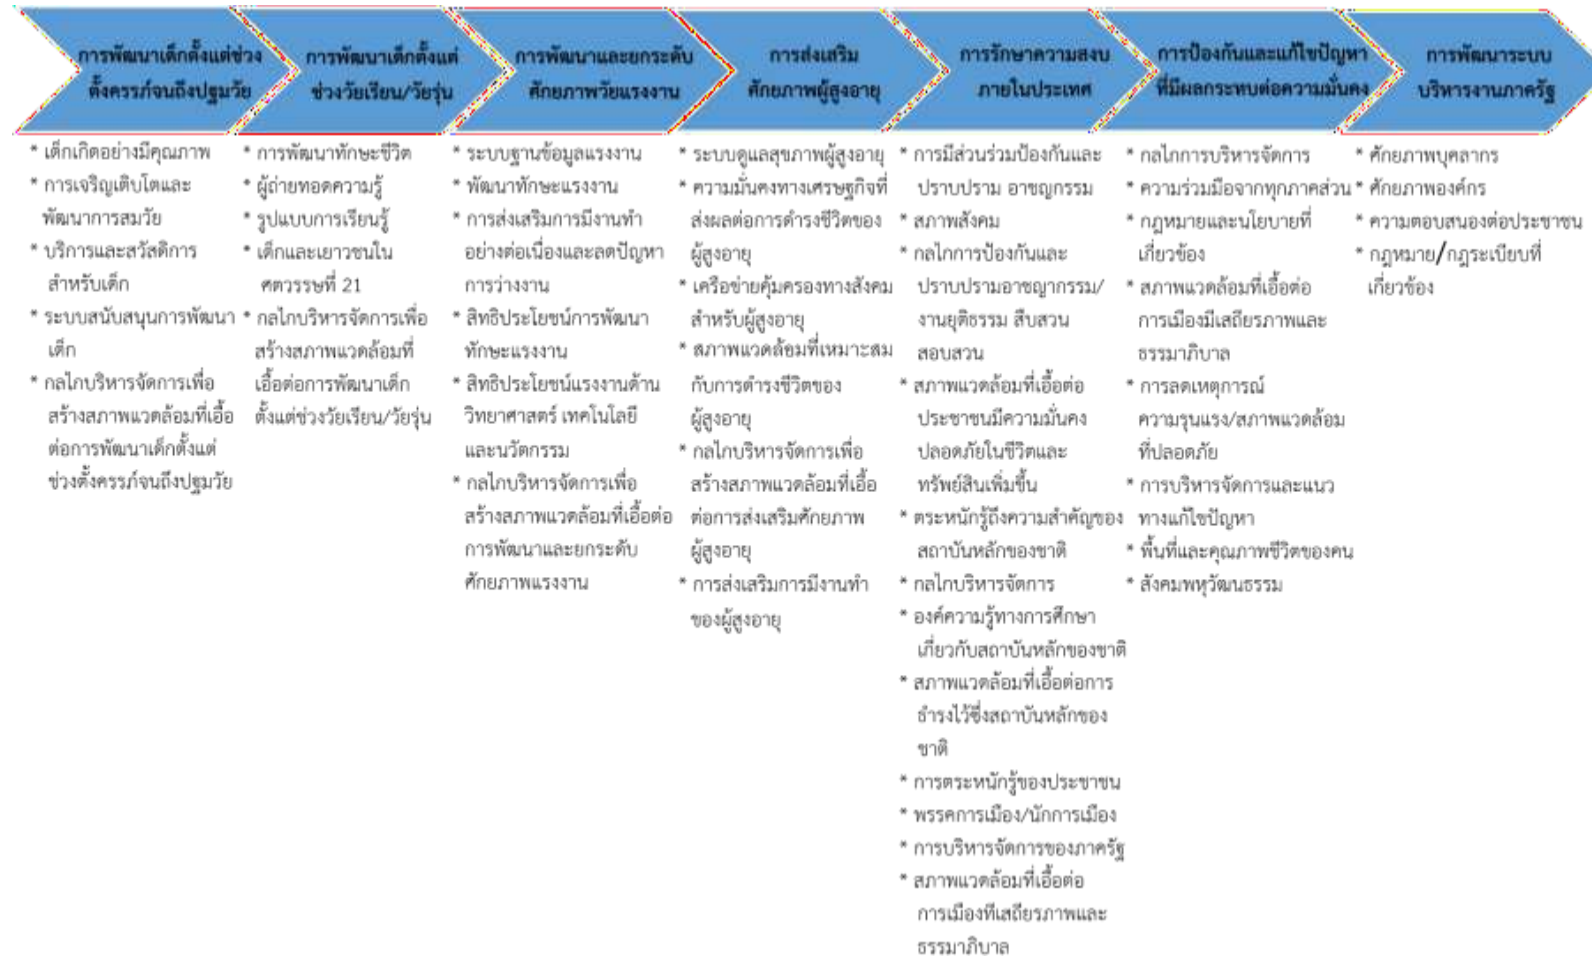 การพัฒนาเด็กตั้งแต่ช่วง
ตั้งครรภ์จนถึงปฐมวัย
* เด็กเกิดอย่างมีคุณภาพ
* การเจริญเติบโตและ
พัฒนาการสมวัย
* บริการและสวัสดิการ
สำหรับเด็ก
* ระบบสนับสนุนการพัฒนา
เด็ก
* กลไกบริหารจัดการเพื่อ
สร้างสภาพแวดล้อมที่เอื้อ
ต่อการพัฒนาเด็กตั้งแต่
ช่วงตั้งครรภ์จนถึงปฐมวัย
การพัฒนาเด็กตั้งแต่
ช่วงวัยเรียน/วัยรุ่น
* การพัฒนาทักษะชีวิต
* ผู้ถ่ายทอดความรู้
* รูปแบบการเรียนรู้
* เด็กและเยาวชนใน
ศตวรรษที่ 21
* กลไกบริหารจัดการเพื่อ
สร้างสภาพแวดล้อมที่
เอื้อต่อการพัฒนาเด็ก
ตั้งแต่ช่วงวัยเรียน/วัยรุ่น
การพัฒนาและยกระดับ
ศักยภาพวัยแรงงาน
* ระบบฐานข้อมูลแรงงาน
* พัฒนาทักษะแรงงาน
* การส่งเสริมการมีงานทำ
อย่างต่อเนื่องและลดปัญหา
การว่างงาน
* สิทธิประโยชน์การพัฒนา
ทักษะแรงงาน
* สิทธิประโยชน์แรงงานด้าน
วิทยาศาสตร์ เทคโนโลยี
และนวัตกรรม
* กลไกบริหารจัดการเพื่อ
สร้างสภาพแวดล้อมที่เอื้อต่อ
การพัฒนาและยกระดับ
ศักยภาพแรงงาน
การส่งเสริม
ศักยภาพผู้สูงอายุ
* ระบบดูแลสุขภาพผู้สูงอายุ
* ความมั่นคงทางเศรษฐกิจที่
ส่งผลต่อการดำรงชีวิตของ
ผู้สูงอายุ
* เครือข่ายคุ้มครองทางสังคม
สำหรับผู้สูงอายุ
* สภาพแวดล้อมที่เหมาะสม
กับการดำรงชีวิตของ
ผู้สูงอายุ
* กลไกบริหารจัดการเพื่อ
สร้างสภาพแวดล้อมที่เอื้อ
ต่อการส่งเสริมศักยภาพ
ผู้สูงอายุ
* การส่งเสริมการมีงานทำ
ของผู้สูงอายุ
การรักษาความสงบ
ภายในประเทศ
* การมีส่วนร่วมป้องกันและ
ปราบปราม อาชญกรรม
* สภาพสังคม
* กลไกการป้องกันและ
ปราบปรามอาชญากรรม/
งานยุติธรรม สืบสวน
สอบสวน
* สภาพแวดล้อมที่เอื้อต่อ
ประชาชนมีความมั่นคง
ปลอดภัยในชีวิตและ
ทรัพย์สินเพิ่มขึ้น
* ตระหนักรู้ถึงความสำคัญของ
สถาบันหลักของชาติ
* กลไกบริหารจัดการ
* องค์ความรู้ทางการศึกษา
เกี่ยวกับสถาบันหลักของชาติ
* สภาพแวดล้อมที่เอื้อต่อการ
ธำรงไว้ซึ่งสถาบันหลักของ
ชาติ
* การตระหนักรู้ของประชาชน
* พรรคการเมือง/นักการเมือง
* การบริหารจัดการของภาครัฐ
* สภาพแวดล้อมที่เอื้อต่อ
การเมืองทีเสถียรภาพและ
ธรรมาภิบาล
การป้องกันและแก้ไขปัญหา
ที่มีผลกระทบต่อความมั่นคง
* กลไกการบริหารจัดการ
* ความร่วมมือจากทุกภาคส่วน
* กฎหมายและนโยบายที่
เกี่ยวข้อง
* สภาพแวดล้อมที่เอื้อต่อ
การเมืองมีเสถียรภาพและ
ธรรมาภิบาล
* การลดเหตุการณ์
ความรุนแรง/สภาพแวดล้อม
ที่ปลอดภัย
* การบริหารจัดการและแนว
ทางแก้ไขปัญหา
* พื้นที่และคุณภาพชีวิตของคน
* สังคมพหุวัฒนธรรม
การพัฒนาระบบ
บริหารงานภาครัฐ
* ศักยภาพบุคลากร
* ศักยภาพองค์กร
* ความตอบสนองต่อประชาชน
* กฎหมาย/กฎระเบียบที่
เกี่ยวข้อง